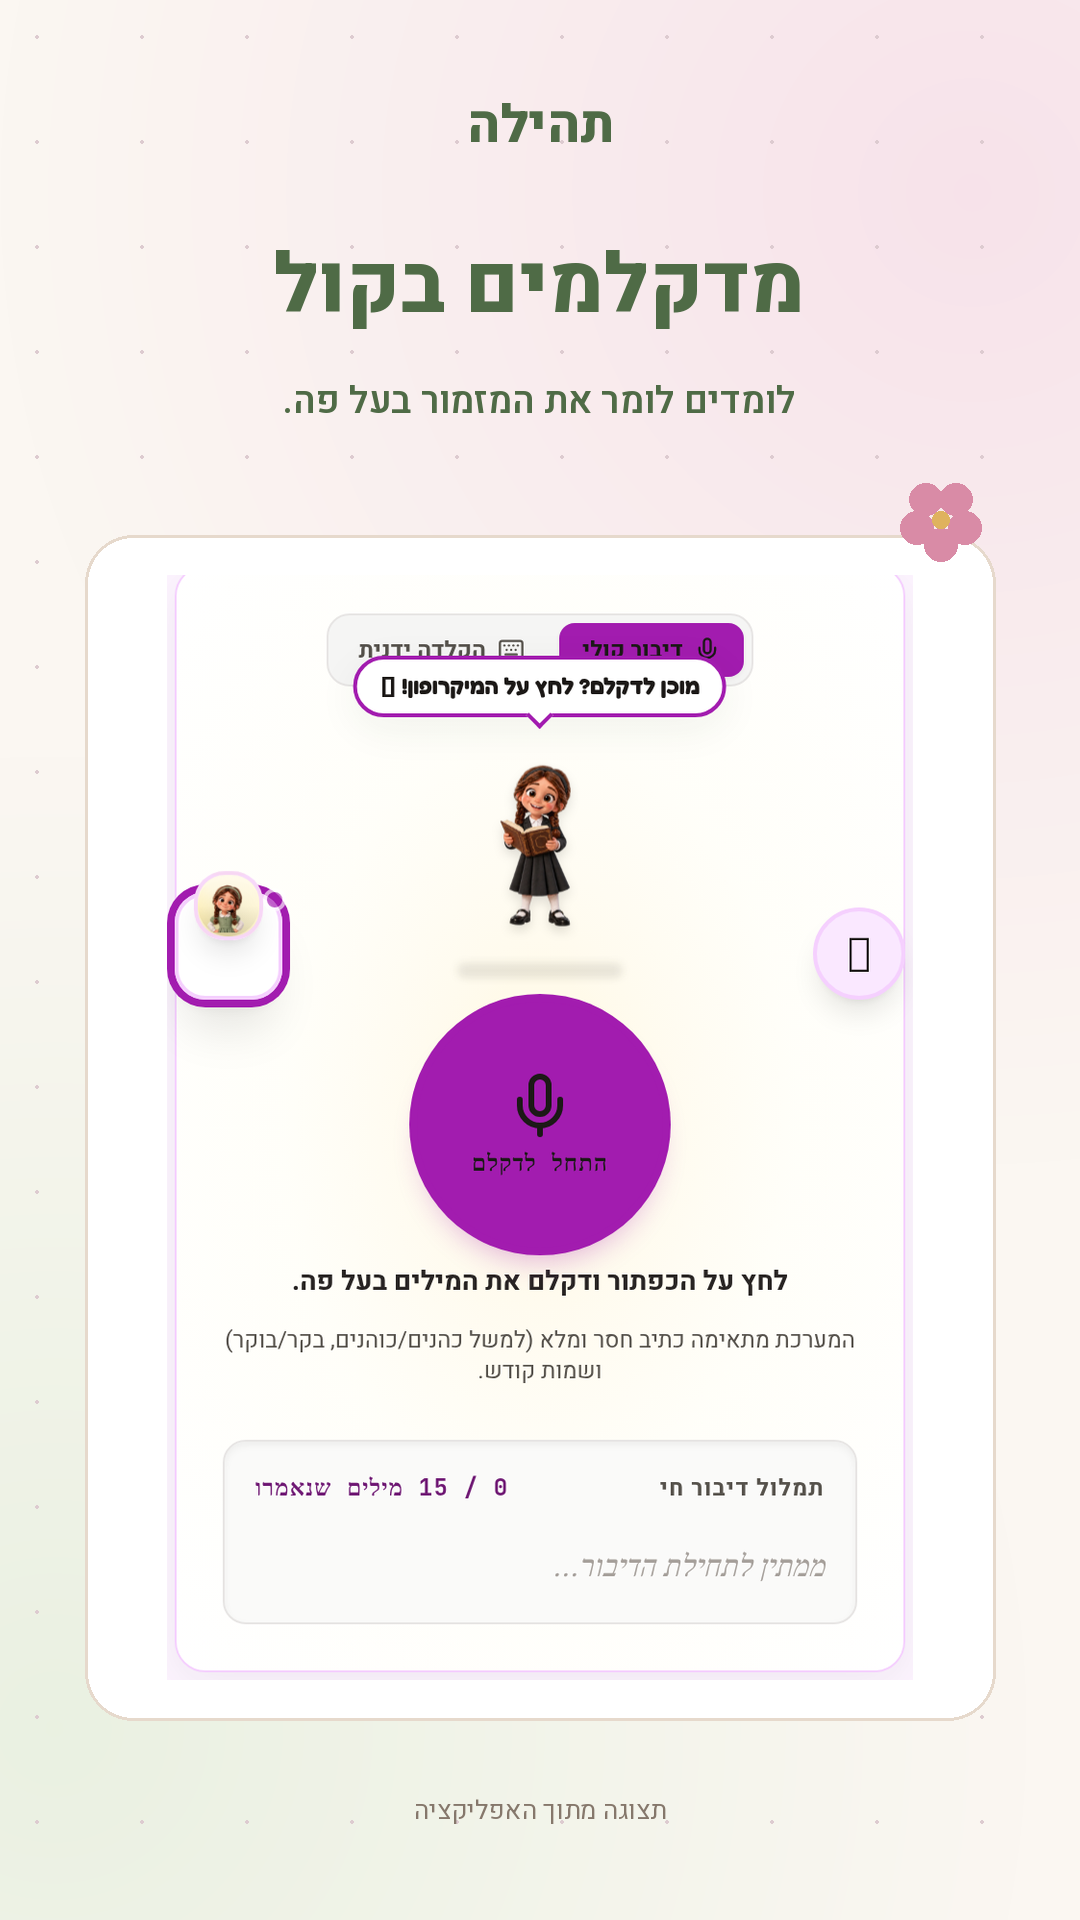 תהילה
מדקלמים בקול
לומדים לומר את המזמור בעל פה.
דיבור קולי
הקלדה ידנית
מוכן לדקלם? לחץ על המיקרופון!
התחל לדקלם
לחץ על הכפתור ודקלם את המילים בעל פה.
המערכת מתאימה כתיב חסר ומלא (למשל כהנים/כוהנים, בקר/בוקר)
ושמות קודש.
תמלול דיבור חי
0 / 15 מילים שנאמרו
ממתין לתחילת הדיבור...
תצוגה מתוך האפליקציה